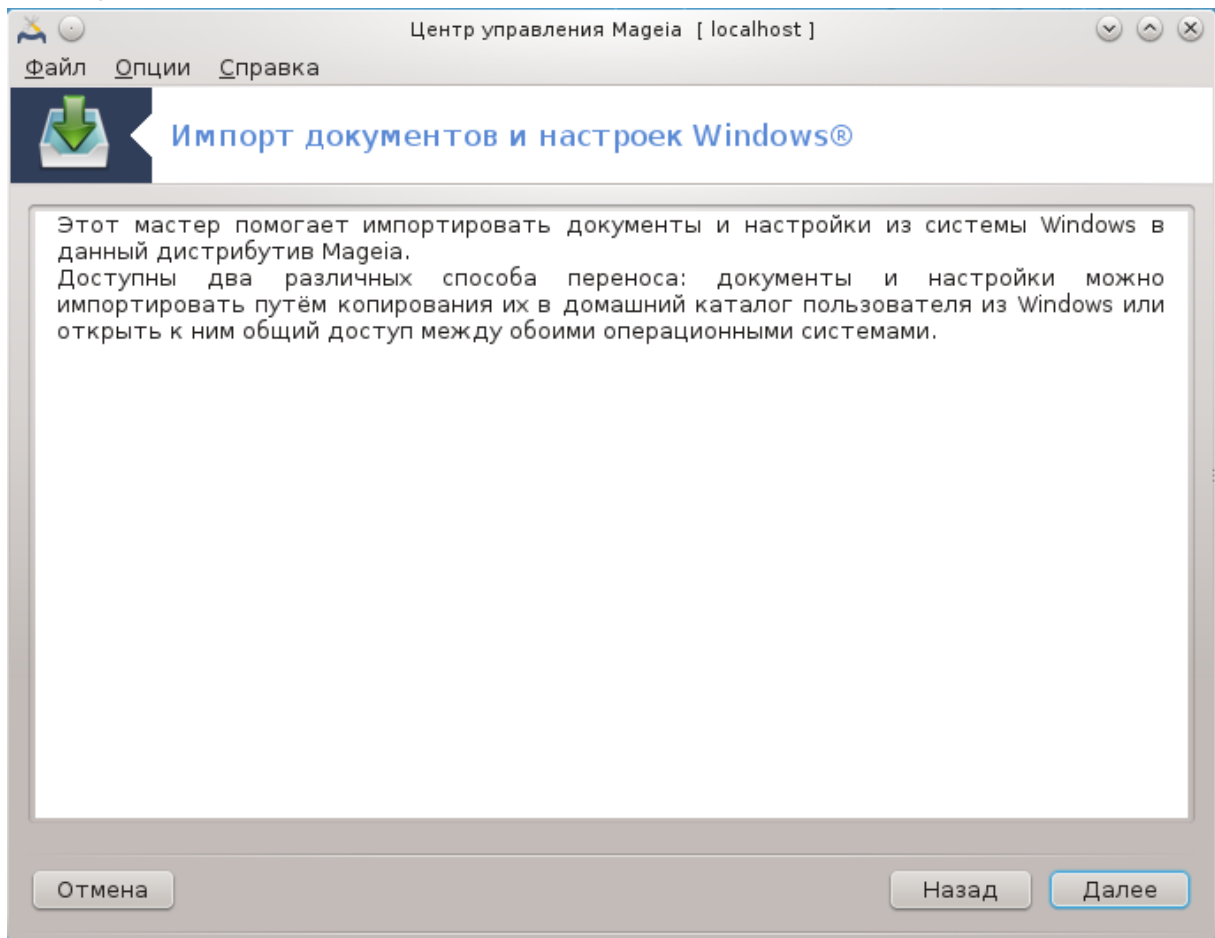 Центр управления Mageia [ localhost ]
Файл Опции Справка
Импорт документов и настроек Windows®
Этот мастер помогает импортировать документы и настройки из системы Windows в
данный дистрибутив Mageia.
Доступны два различных способа переноса: документы и настройки можно
импортировать путём копирования их в домашний каталог пользователя из Windows или
открыть к ним общий доступ между обоими операционными системами.
Отмена Назад Далее